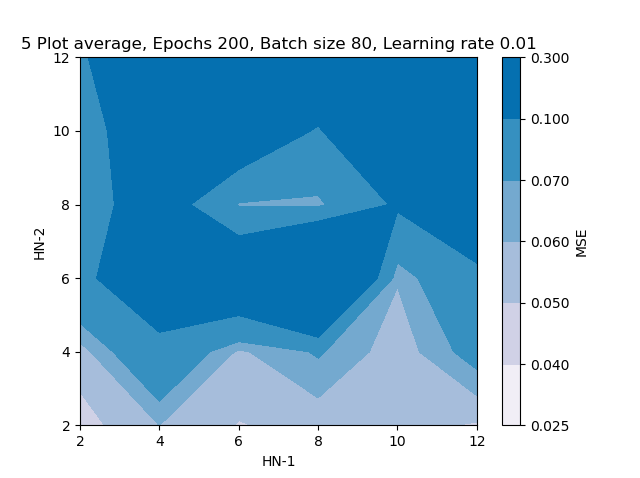 5 Plot average, Epochs 200, Batch size 80, Learning rate 0.01
12
10
8
6
4
2
HN-2
2 4 6 8 10 12
HN-1
0.300
0.100
0.070
0.060
0.050
0.040
0.025
MSE